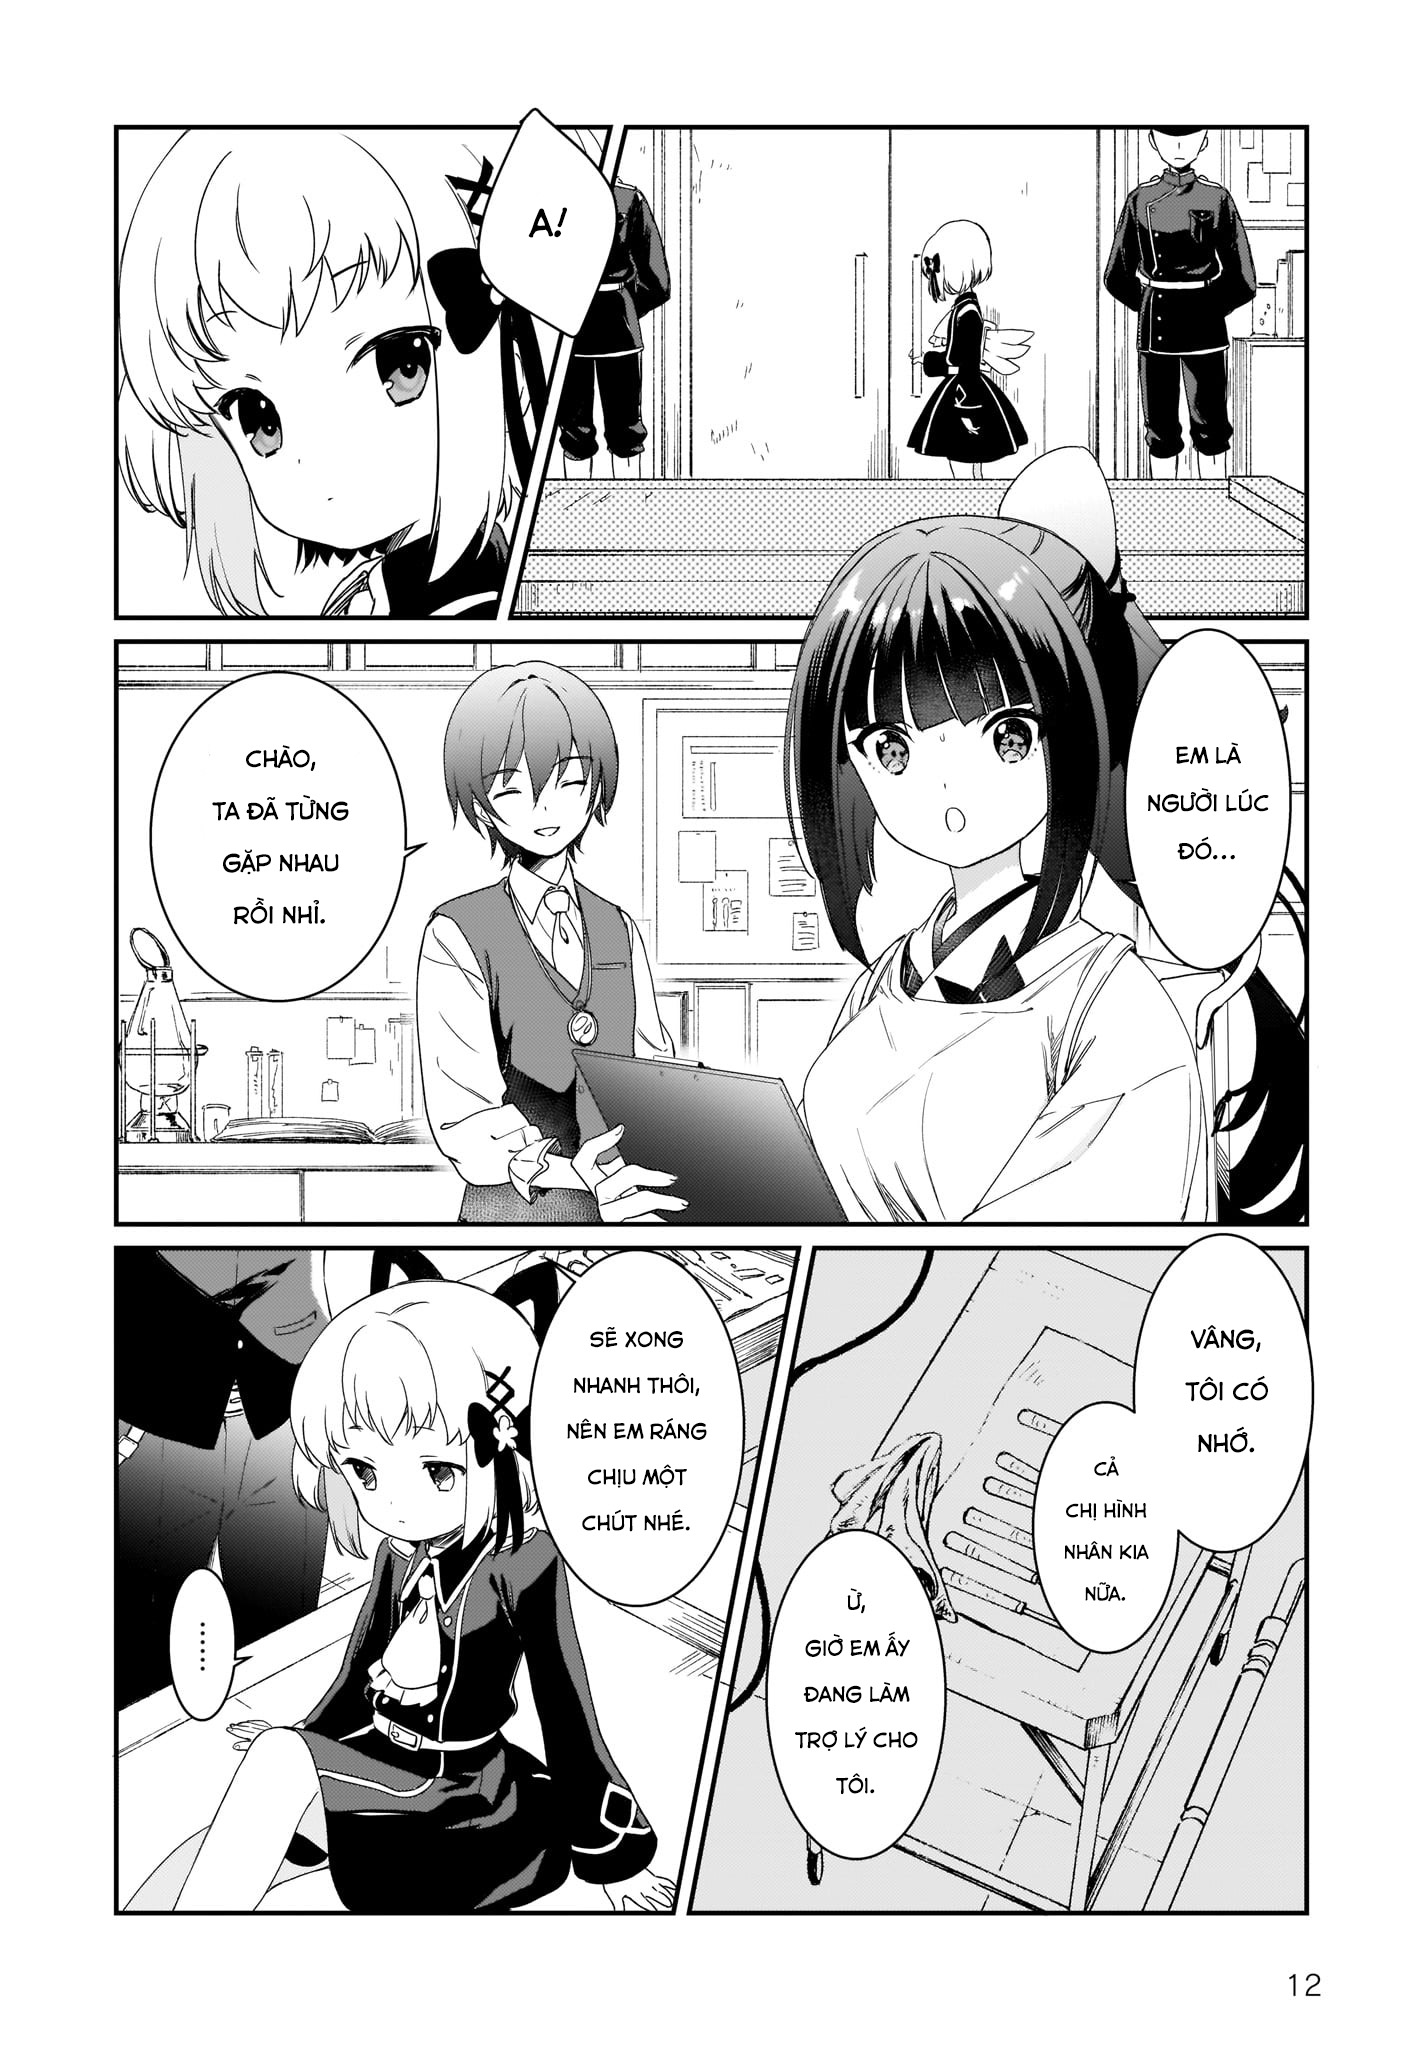 A!
EM LÀ
NGƯỜI LÚC
ĐÓ...
CHÀO,
TA ĐÃ TỪNG
GẶP NHAU
RỒI NHỈ.
VÂNG,
TÔI CÓ
NHỚ.
CẢ
CHỊ HÌNH
NHÂN KIA
NỮA.
Ừ,
GIỜ EM ẤY
ĐANG LÀM
TRỢ LÝ CHO
TÔI.
SẼ XONG
NHANH THÔI,
NÊN EM RÁNG
CHỊU MỘT
CHÚT NHÉ.
......
12